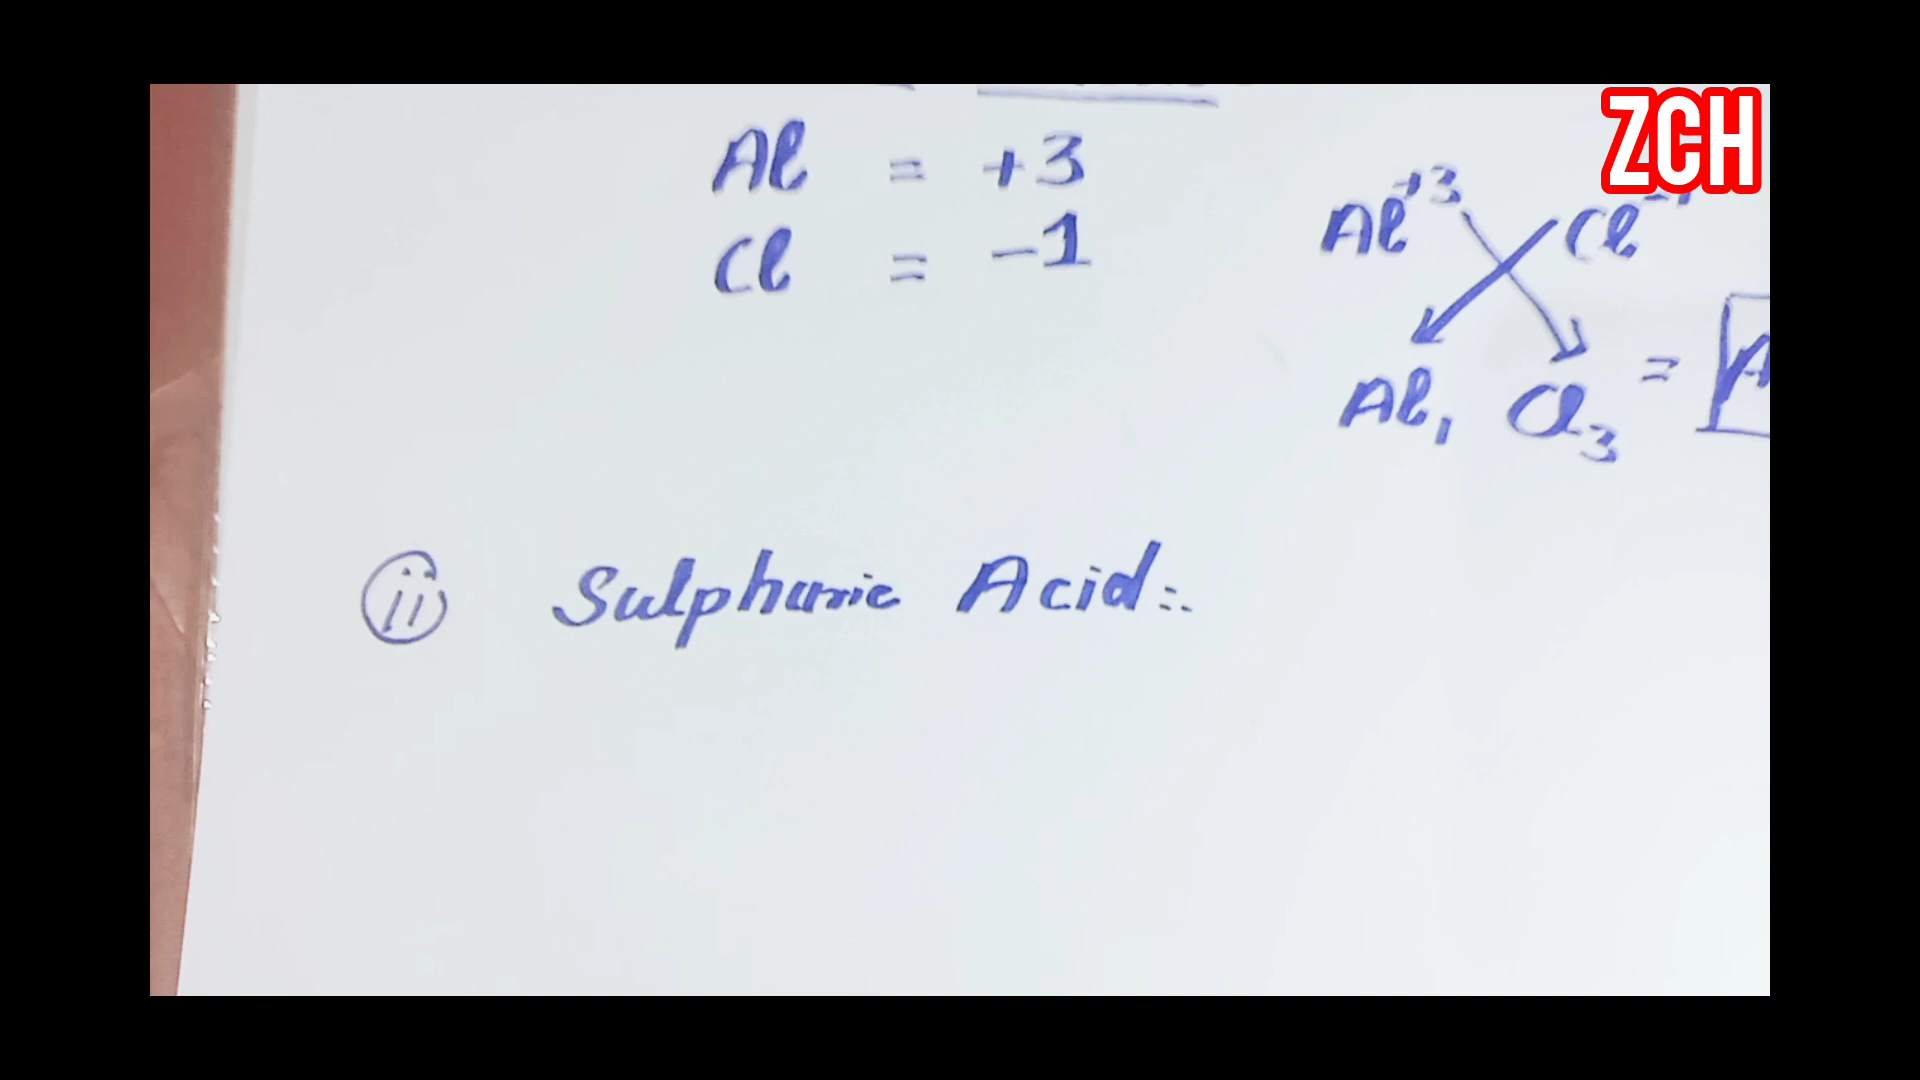 ZCH
Al = +3
Cl = -1
Al+3 Cl-1
Al1 Cl3 =
ii Sulphuric Acid:-